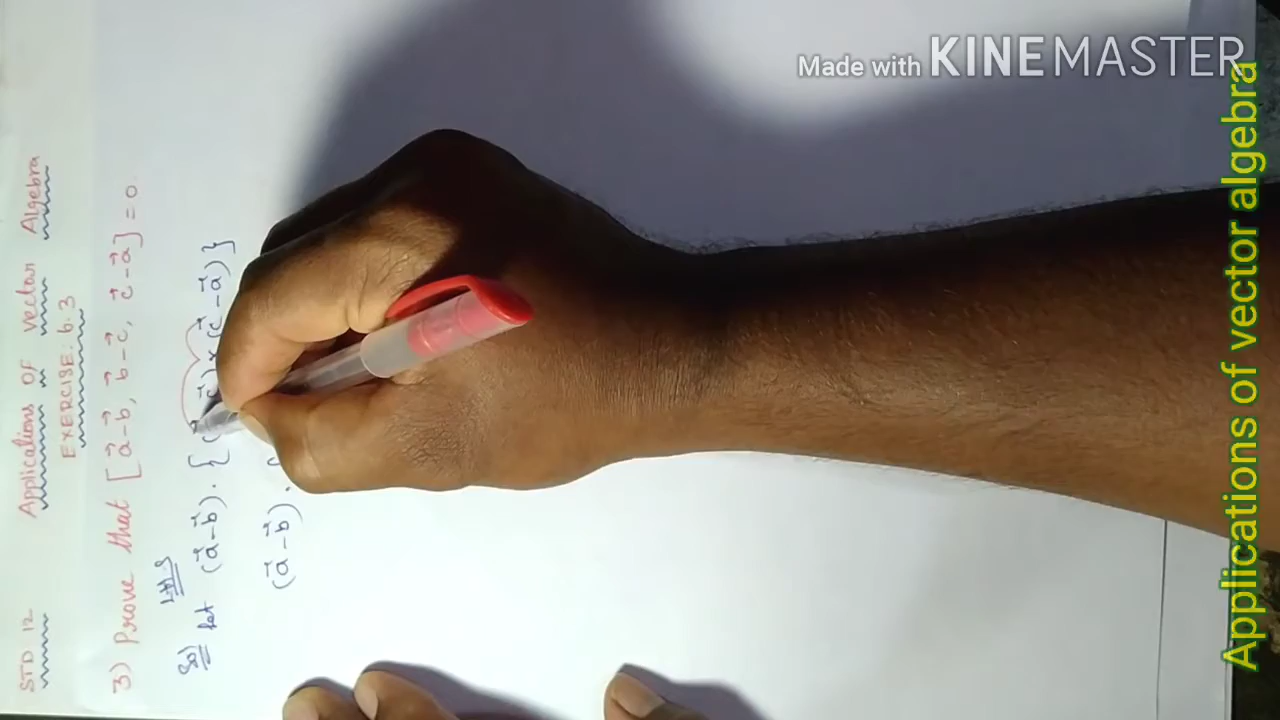 Made with KINEMASTER
STD 12 Applications of vector Algebra
EXERCISE: 6.3
3) Prove that [a⃗-b⃗, b⃗-c⃗, c⃗-a⃗] = 0.
L.H.S
Sol) Let (a⃗-b⃗) · { ( c⃗) × (c⃗-a⃗) }
(a⃗-b⃗) ·
Applications of vector algebra